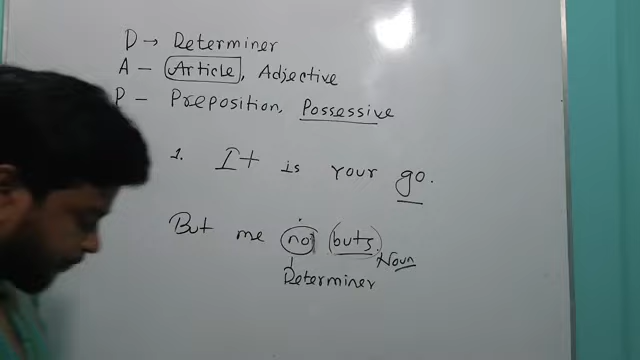 D → Determiner
A - Article, Adjective
P - Preposition, Possessive
1. It is your go.
But me no buts.
Noun
Determiner